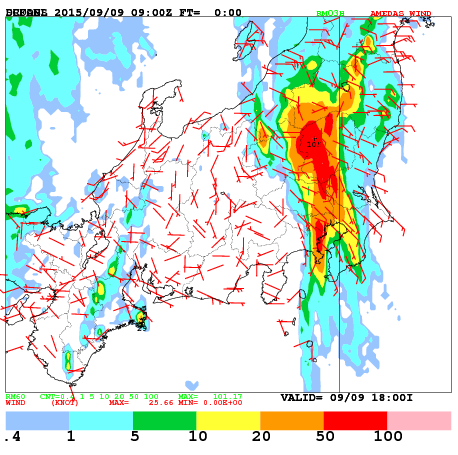 2015/09/09 09:00Z FT= 0:00
RM03H AMEDAS WIND
RM60 CNT=0.4 1 5 10 20 50 100 MAX= 101.17
WIND (KNOT) MAX= 25.66 MIN= 0.00E+00
VALID= 09/09 18:00I
.4 1 5 10 20 50 100